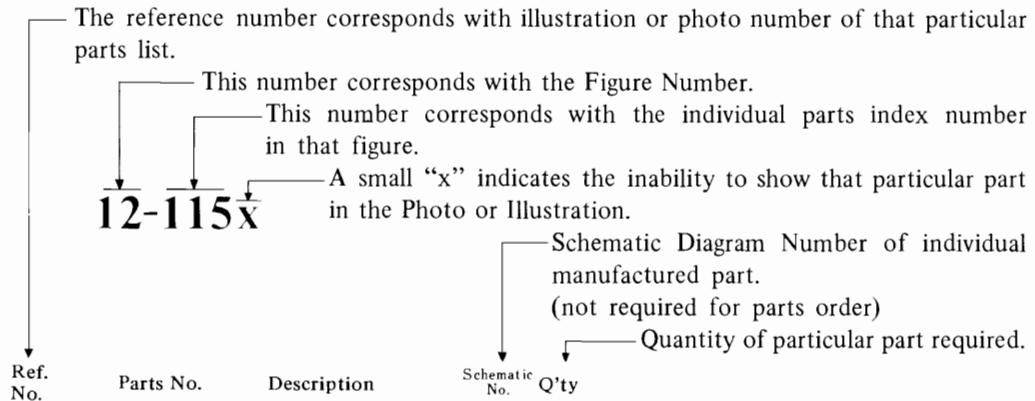 The reference number corresponds with illustration or photo number of that particular
parts list.
This number corresponds with the Figure Number.
This number corresponds with the individual parts index number
in that figure.
A small “x” indicates the inability to show that particular part
in the Photo or Illustration.
12-115x
Schematic Diagram Number of individual
manufactured part.
(not required for parts order)
Quantity of particular part required.
Ref. No. Parts No. Description Schematic No. Q'ty